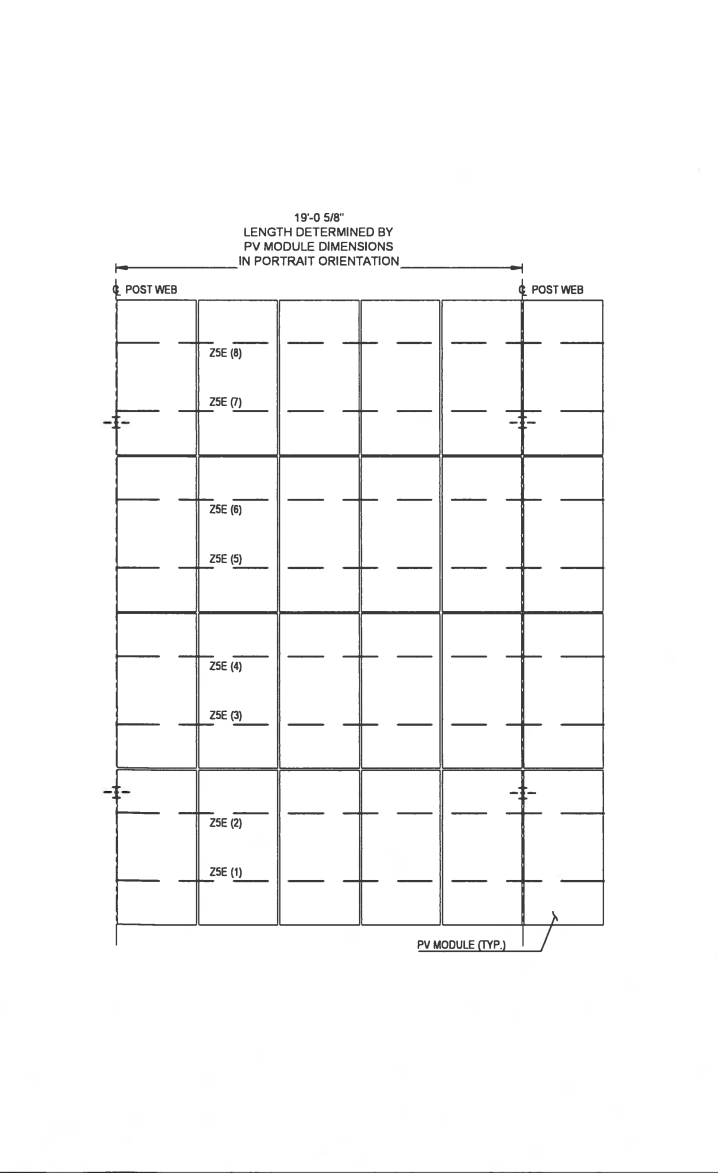 19'-0 5/8"
LENGTH DETERMINED BY
PV MODULE DIMENSIONS
IN PORTRAIT ORIENTATION
℄ POST WEB
℄ POST WEB
Z5E (8)
Z5E (7)
Z5E (6)
Z5E (5)
Z5E (4)
Z5E (3)
Z5E (2)
Z5E (1)
PV MODULE (TYP.)